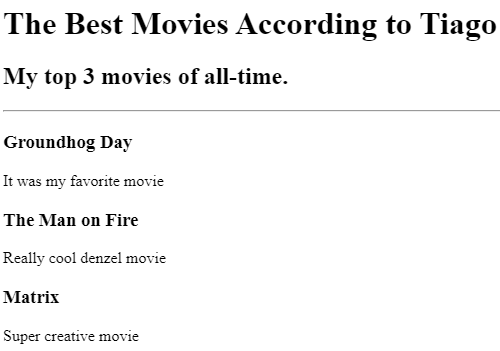 The Best Movies According to Tiago
My top 3 movies of all-time.
Groundhog Day
It was my favorite movie
The Man on Fire
Really cool denzel movie
Matrix
Super creative movie